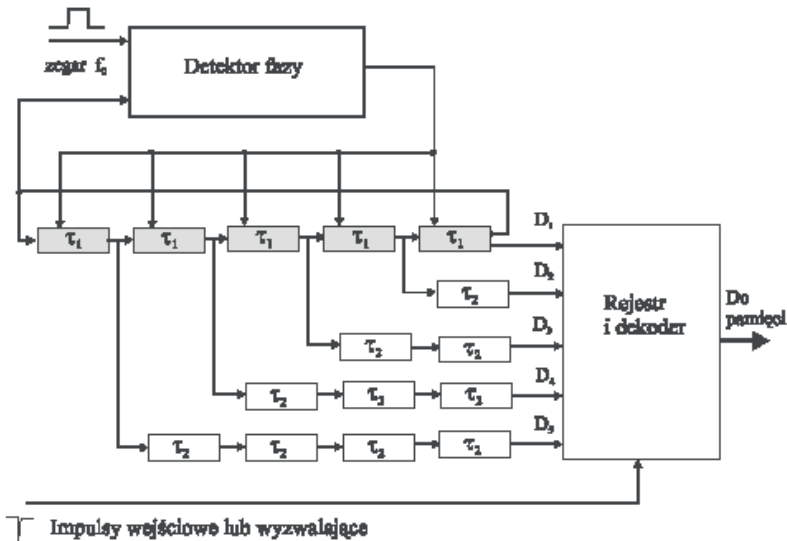 zegar f₀
Detektor fazy
τ₁ τ₁ τ₁ τ₁ τ₁
D₁
D₂
τ₂
Rejestr
i dekoder
Do
pamięci
D₃
τ₂ τ₂
D₄
τ₂ τ₂ τ₂
D₅
τ₂ τ₂ τ₂ τ₂
Impulsy wejściowe lub wyzwalające